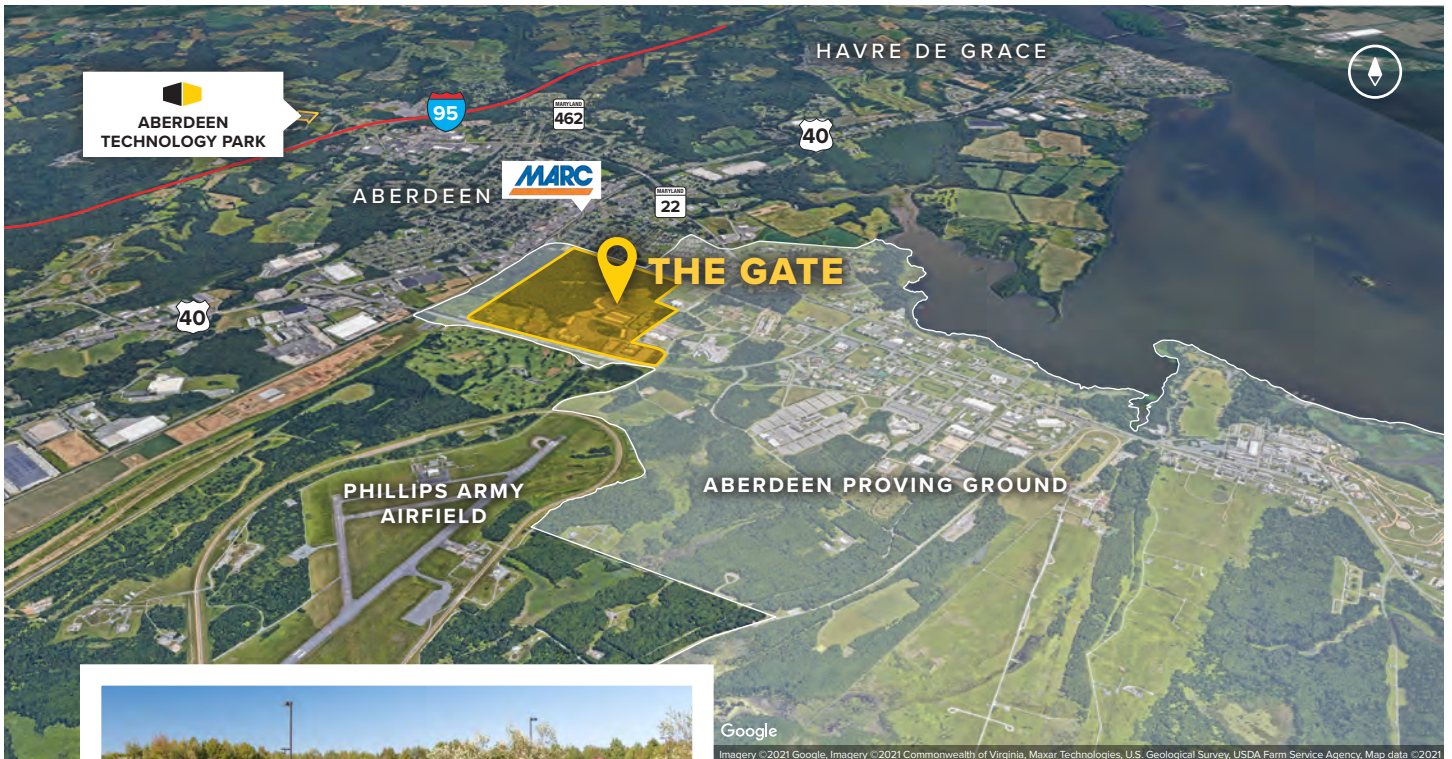 HAVRE DE GRACE
ABERDEEN
TECHNOLOGY PARK
95
MARYLAND
462
40
MARC
ABERDEEN
MARYLAND
22
THE GATE
40
PHILLIPS ARMY
AIRFIELD
ABERDEEN PROVING GROUND
Google
Imagery ©2021 Google, Imagery ©2021 Commonwealth of Virginia, Maxar Technologies, U.S. Geological Survey, USDA Farm Service Agency, Map data ©2021